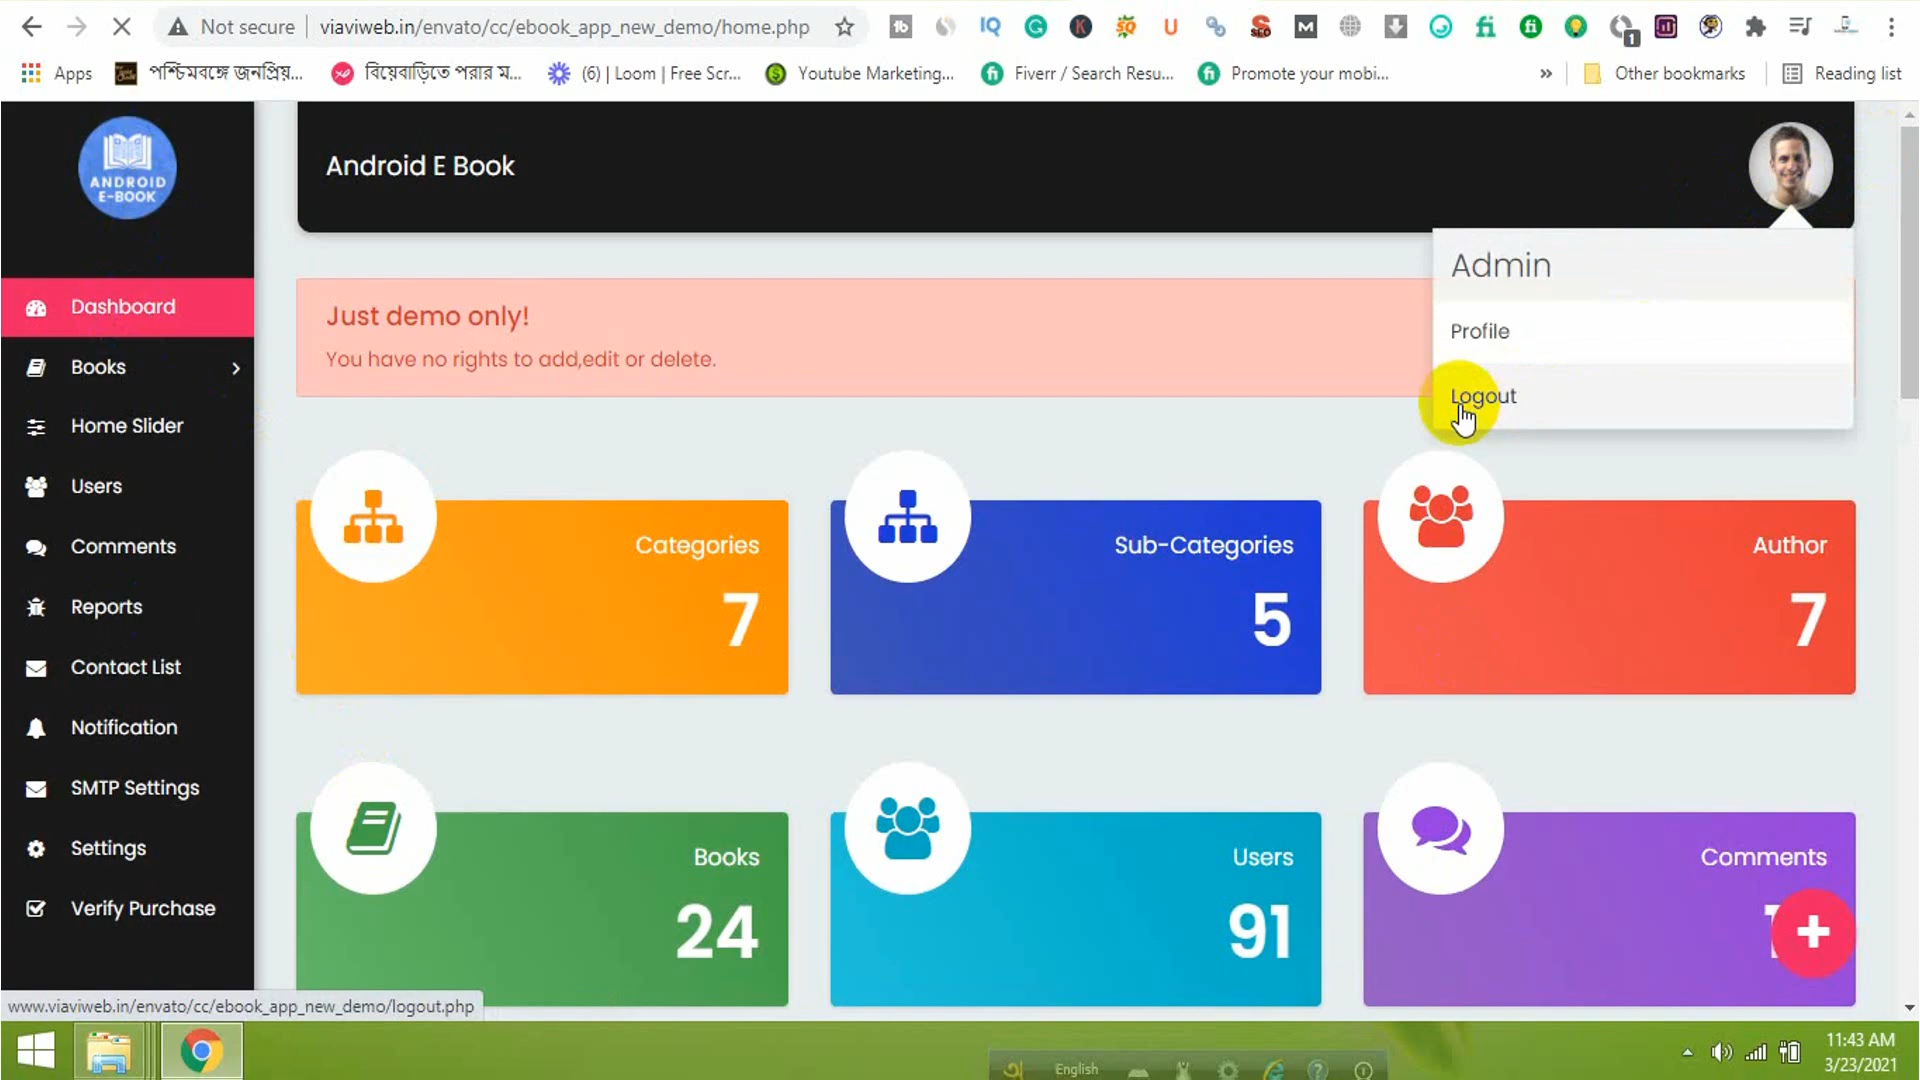 Not secure
viaviweb.in/envato/cc/ebook_app_new_demo/home.php
Apps
পশ্চিমবঙ্গে জনপ্রিয়...
বিয়েবাড়িতে পরার ম...
(6) | Loom | Free Scr...
Youtube Marketing...
Fiverr / Search Resu...
Promote your mobi...
»
Other bookmarks
Reading list
ANDROID
E-BOOK
Android E Book
Admin
Profile
Logout
Just demo only!
You have no rights to add,edit or delete.
Dashboard
Books
Home Slider
Users
Comments
Reports
Contact List
Notification
SMTP Settings
Settings
Verify Purchase
Categories
7
Sub-Categories
5
Author
7
Books
24
Users
91
Comments
www.viaviweb.in/envato/cc/ebook_app_new_demo/logout.php
English
11:43 AM
3/23/2021